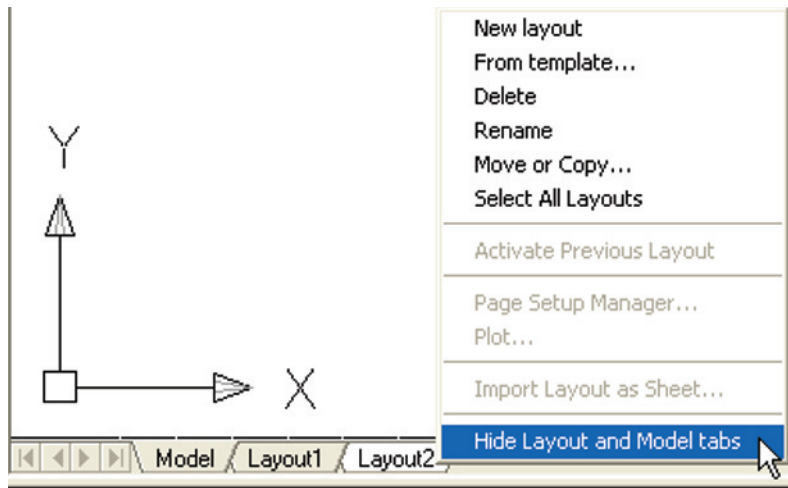 New layout
From template...
Delete
Rename
Move or Copy...
Select All Layouts
Activate Previous Layout
Page Setup Manager...
Plot...
Import Layout as Sheet...
Hide Layout and Model tabs
Y
X
Model Layout1 Layout2